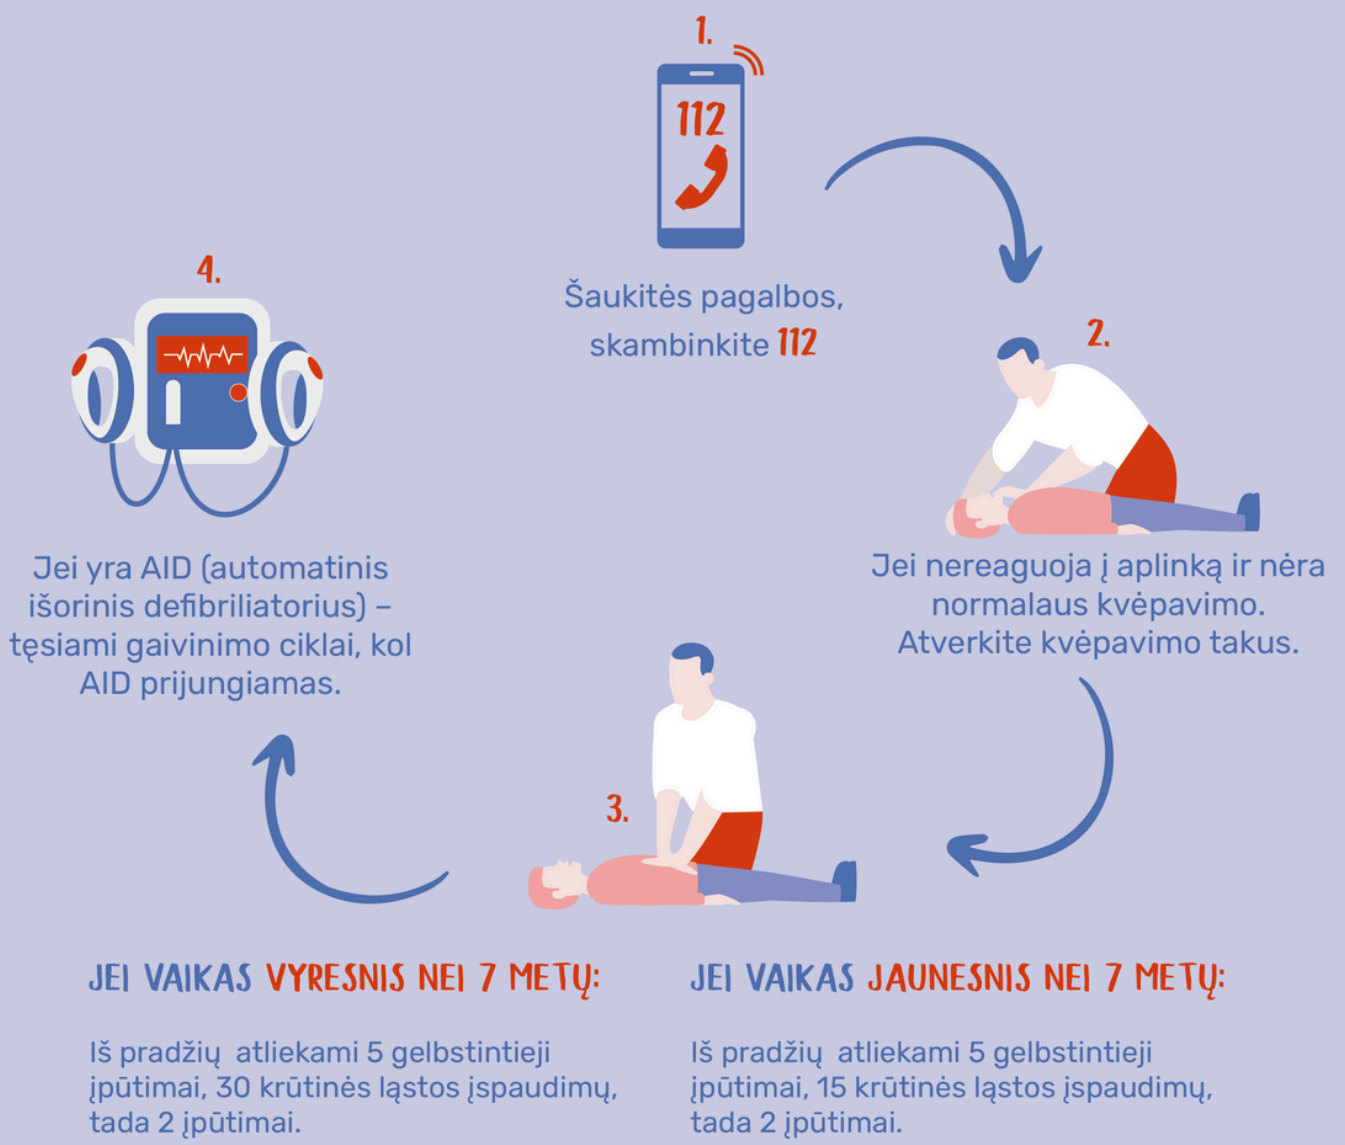 1.
112
Šaukitės pagalbos,
skambinkite 112
2.
Jei nereaguoja į aplinką ir nėra
normalaus kvėpavimo.
Atverkite kvėpavimo takus.
3.
4.
Jei yra AID (automatinis
išorinis defibriliatorius) –
tęsiami gaivinimo ciklai, kol
AID prijungiamas.
JEI VAIKAS VYRESNIS NEI 7 METŲ:
Iš pradžių atliekami 5 gelbstintieji
įpūtimai, 30 krūtinės ląstos įspaudimų,
tada 2 įpūtimai.
JEI VAIKAS JAUNESNIS NEI 7 METŲ:
Iš pradžių atliekami 5 gelbstintieji
įpūtimai, 15 krūtinės ląstos įspaudimų,
tada 2 įpūtimai.